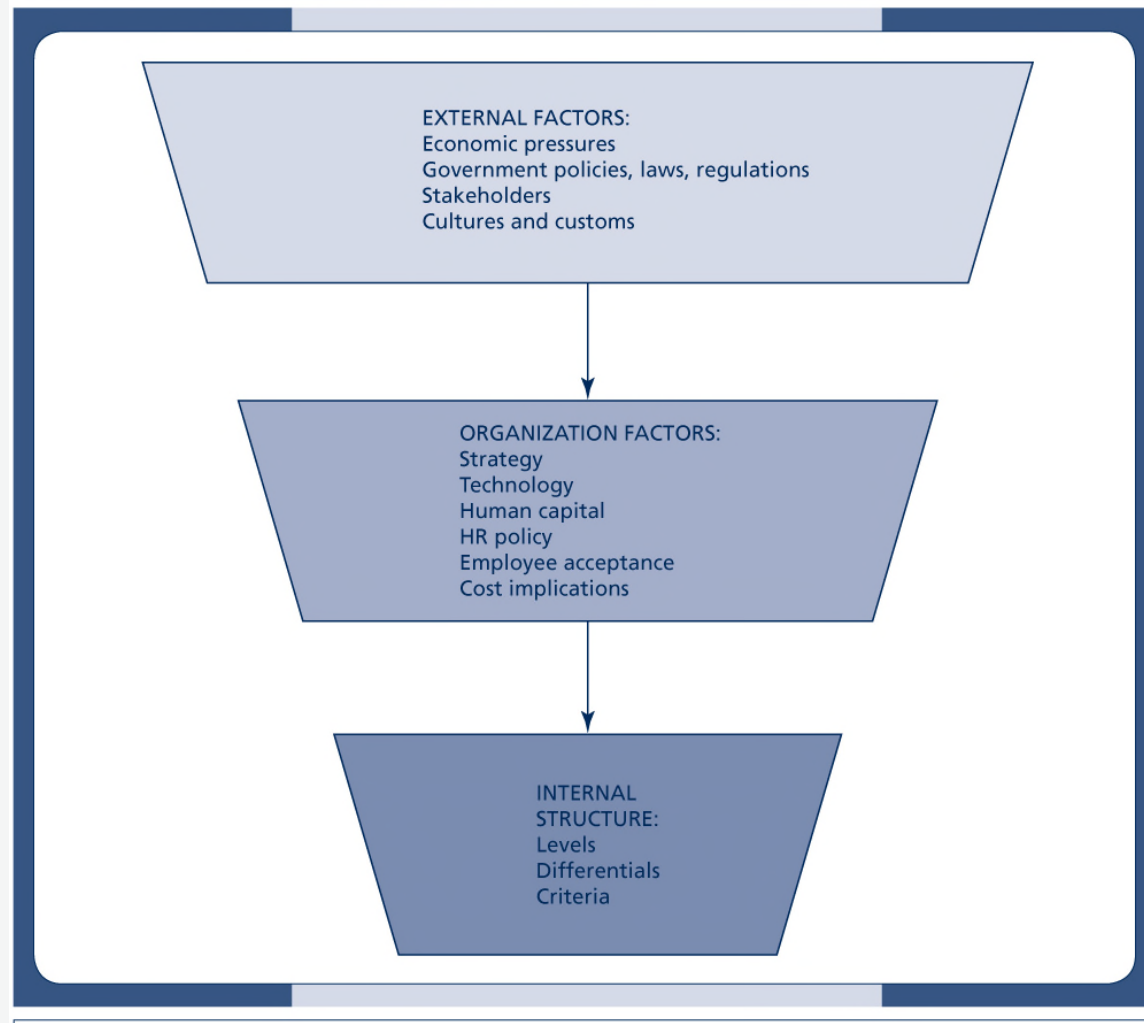 EXTERNAL FACTORS:
Economic pressures
Government policies, laws, regulations
Stakeholders
Cultures and customs
ORGANIZATION FACTORS:
Strategy
Technology
Human capital
HR policy
Employee acceptance
Cost implications
INTERNAL
STRUCTURE:
Levels
Differentials
Criteria